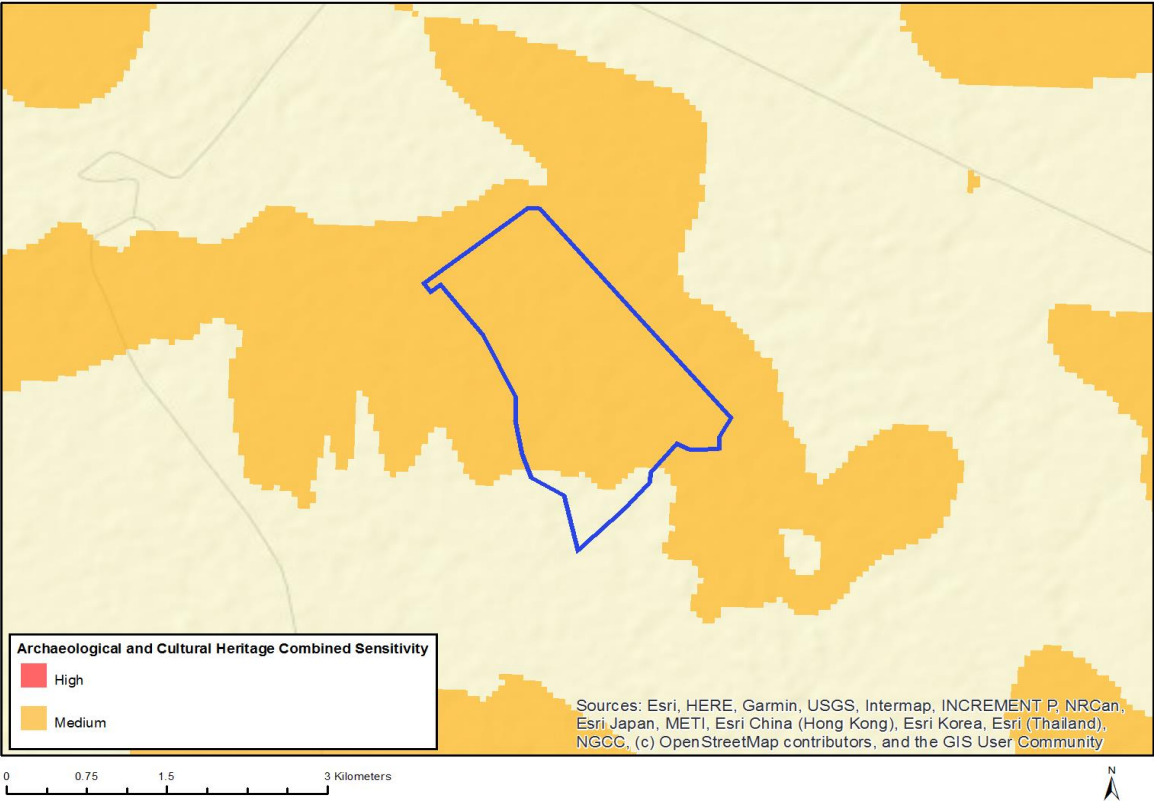 Archaeological and Cultural Heritage Combined Sensitivity
High
Medium
Sources: Esri, HERE, Garmin, USGS, Intermap, INCREMENT P, NRCan,
Esri Japan, METI, Esri China (Hong Kong), Esri Korea, Esri (Thailand),
NGCC, (c) OpenStreetMap contributors, and the GIS User Community
0 0.75 1.5 3 Kilometers
N